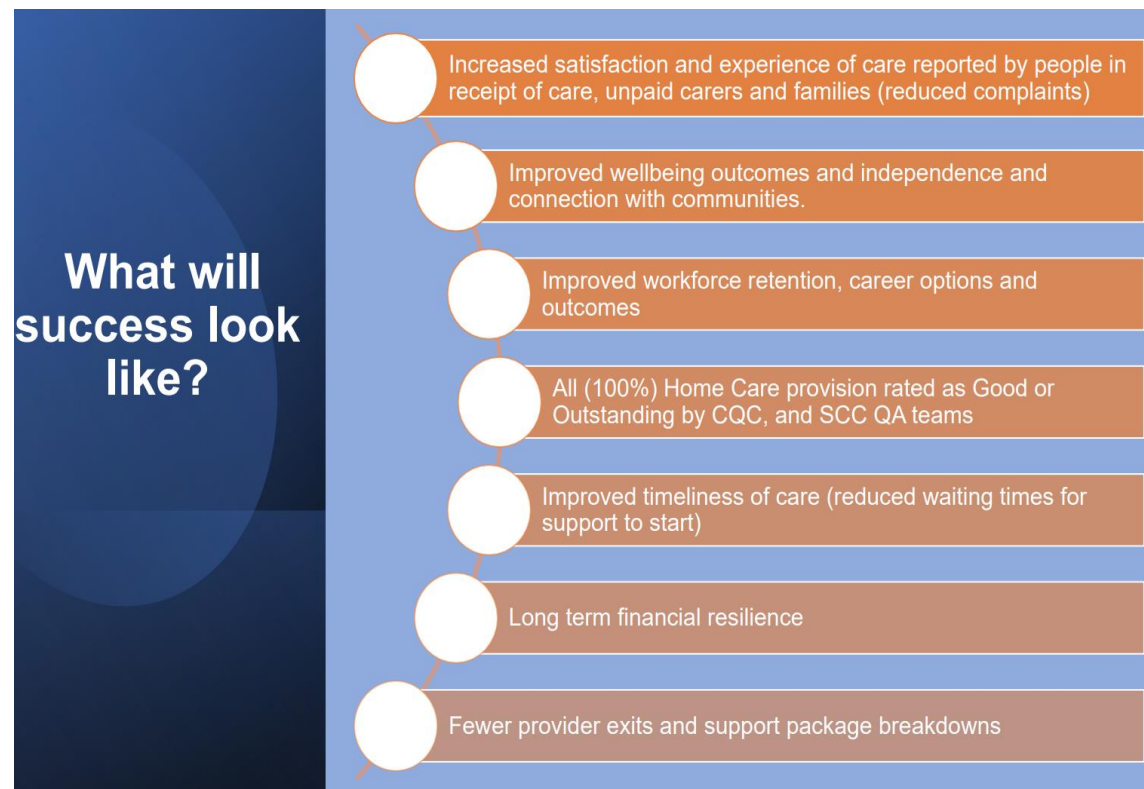 What will
success look
like?
Increased satisfaction and experience of care reported by people in
receipt of care, unpaid carers and families (reduced complaints)
Improved wellbeing outcomes and independence and
connection with communities.
Improved workforce retention, career options and
outcomes
All (100%) Home Care provision rated as Good or
Outstanding by CQC, and SCC QA teams
Improved timeliness of care (reduced waiting times for
support to start)
Long term financial resilience
Fewer provider exits and support package breakdowns